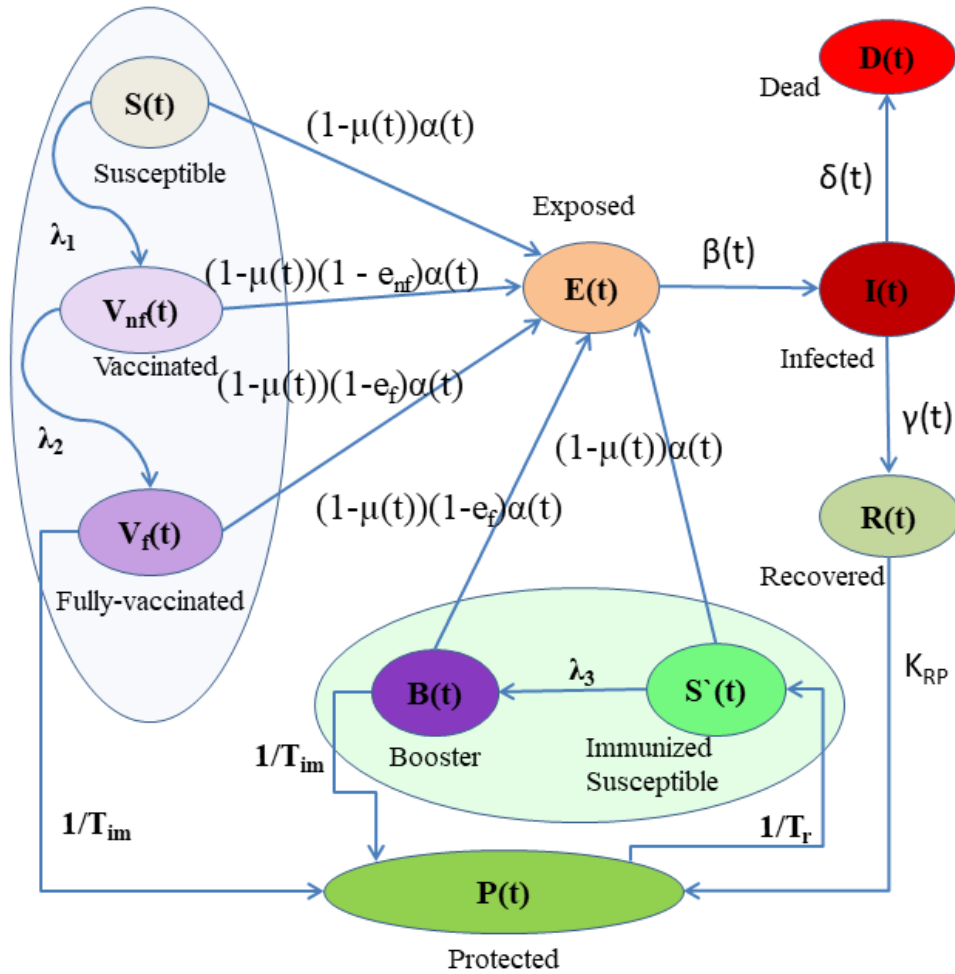 D(t)
Dead
S(t)
(1-μ(t))α(t)
Susceptible
δ(t)
Exposed
λ1
β(t)
(1-μ(t))(1 - enf)α(t)
Vnf(t)
E(t)
I(t)
Vaccinated
Infected
(1-μ(t))(1-ef)α(t)
γ(t)
λ2
(1-μ(t))α(t)
(1-μ(t))(1-ef)α(t)
Vf(t)
R(t)
Fully-vaccinated
Recovered
λ3
KRP
B(t)
S`(t)
1/Tim
Booster
Immunized
Susceptible
1/Tim
1/Tr
P(t)
Protected